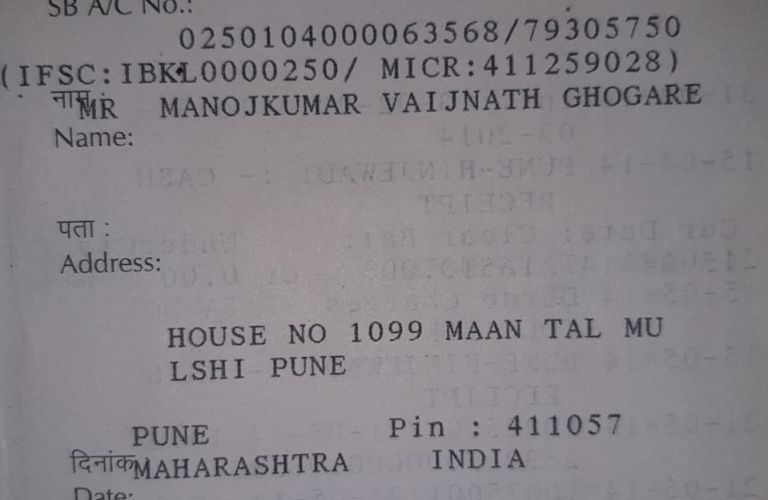 SB A/C No.:
0250104000063568/79305750
(IFSC:IBKL0000250/ MICR:411259028)
नाम: MR MANOJKUMAR VAIJNATH GHOGARE
Name:
पता :
Address:
HOUSE NO 1099 MAAN TAL MU
LSHI PUNE
PUNE Pin : 411057
दिनांक MAHARASHTRA INDIA
Date: